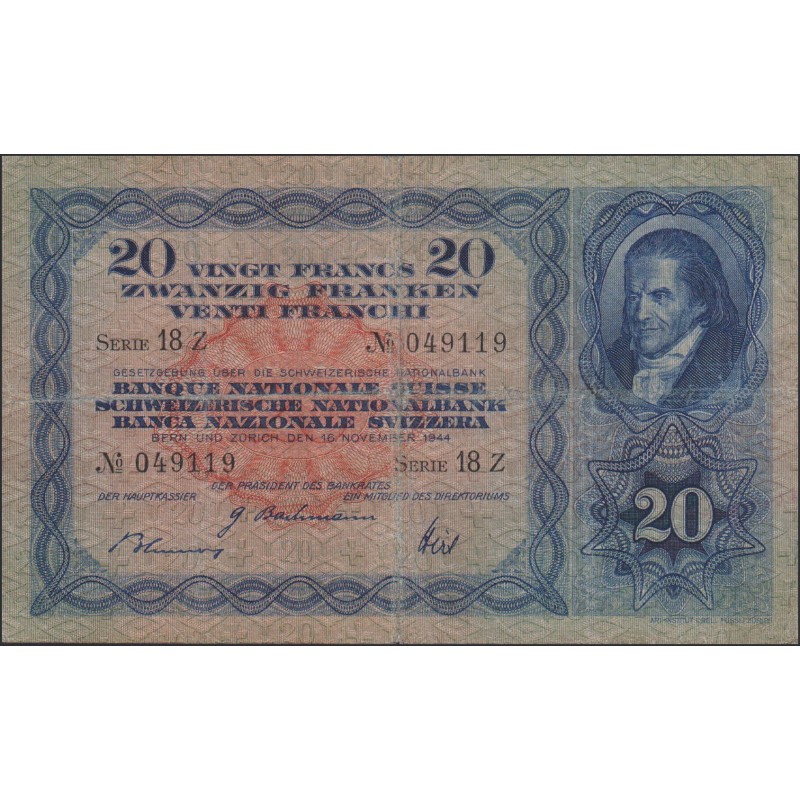 20 VINGT FRANCS 20
ZWANZIG FRANKEN
VENTI FRANCHI
SERIE 18 Z № 049119
GESETZGEBUNG ÜBER DIE SCHWEIZERISCHE NATIONALBANK
BANQUE NATIONALE SUISSE
SCHWEIZERISCHE NATIONALBANK
BANCA NAZIONALE SVIZZERA
BERN UND ZÜRICH, DEN 16. NOVEMBER 1944
№ 049119 SERIE 18 Z
DER PRÄSIDENT DES BANKRATES
DER HAUPTKASSIER EIN MITGLIED DES DIREKTORIUMS
G. Bachmann
Hirs
20